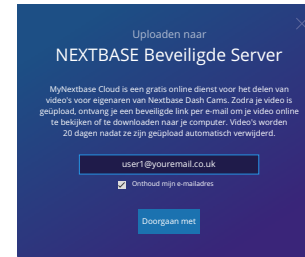 Uploaden naar
NEXTBASE Beveiligde Server
MyNextbase Cloud is een gratis online dienst voor het delen van
video's voor eigenaren van Nextbase Dash Cams. Zodra je video is
geüpload, ontvang je een beveiligde link per e-mail om je video online
te bekijken of te downloaden naar je computer. Video's worden
20 dagen nadat ze zijn geüpload automatisch verwijderd.
user1@youremail.co.uk
Onthoud mijn e-mailadres
Doorgaan met